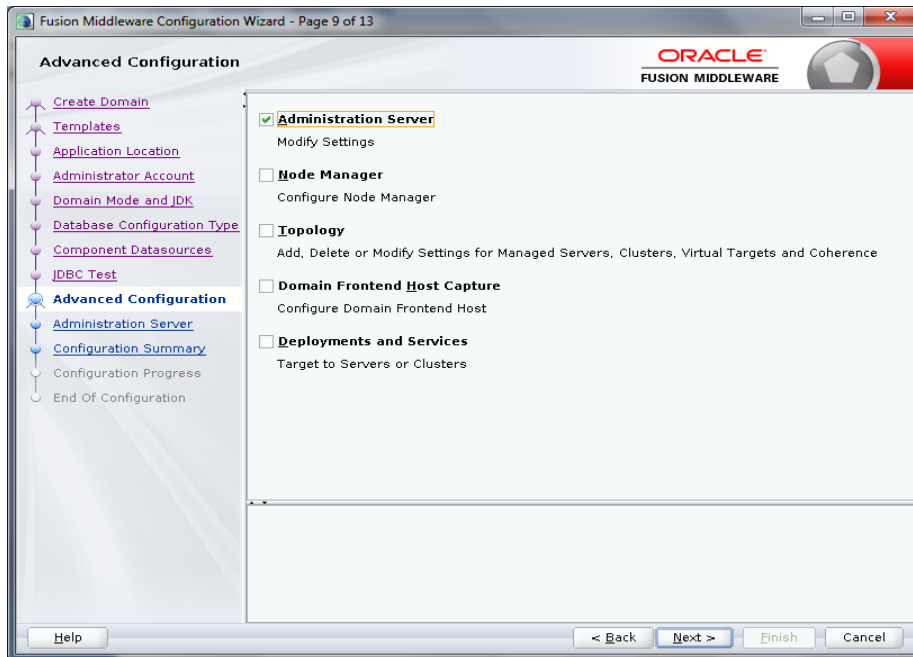 Fusion Middleware Configuration Wizard - Page 9 of 13
Advanced Configuration
ORACLE
FUSION MIDDLEWARE
Create Domain
Templates
Application Location
Administrator Account
Domain Mode and JDK
Database Configuration Type
Component Datasources
JDBC Test
Advanced Configuration
Administration Server
Configuration Summary
Configuration Progress
End Of Configuration
Administration Server
Modify Settings
Node Manager
Configure Node Manager
Topology
Add, Delete or Modify Settings for Managed Servers, Clusters, Virtual Targets and Coherence
Domain Frontend Host Capture
Configure Domain Frontend Host
Deployments and Services
Target to Servers or Clusters
Help
< Back
Next >
Finish
Cancel